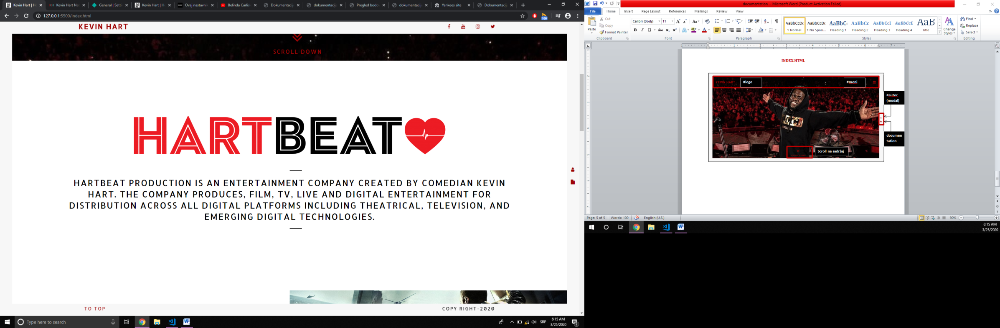 Kevin Hart | H
KH Kevin Hart Na
General | Setti
Kevin Hart | H
Ovaj nastavnik
Belinda Carlisl
Dokumentacij
dokumentacij
Pregled bodo
dokumentacij
Yankees site
Dokumentacij
127.0.0.1:5500/index.html
100
KEVIN HART
SCROLL DOWN
HARTBEAT
HARTBEAT PRODUCTION IS AN ENTERTAINMENT COMPANY CREATED BY COMEDIAN KEVIN
HART. THE COMPANY PRODUCES, FILM, TV, LIVE AND DIGITAL ENTERTAINMENT FOR
DISTRIBUTION ACROSS ALL DIGITAL PLATFORMS INCLUDING THEATRICAL, TELEVISION, AND
EMERGING DIGITAL TECHNOLOGIES.
TO TOP
COPY RIGHT-2020
Type here to search
SRP
6:15 AM
3/25/2020
2
documentation - Microsoft Word (Product Activation Failed)
File Home Insert Page Layout References Mailings Review View
Paste
Cut
Copy
Format Painter
Clipboard
Calibri (Body) 11
B I U abc
Font
Paragraph
AaBbCcDc AaBbCcDc AaBbC AaBbCc AaBbCcI AaBbCcD AaB
¶ Normal ¶ No Spaci... Heading 1 Heading 2 Heading 3 Heading 4 Title
Styles
Change
Styles
Find
Replace
Select
Editing
INDEX.HTML
KEVIN HART
#logo
#meni
#autor
(modal)
documen
tation
SCROLL DOWN
Scroll na sadržaj
Page: 5 of 5 Words: 100 English (U.S.) 90%
6:15 AM
3/25/2020